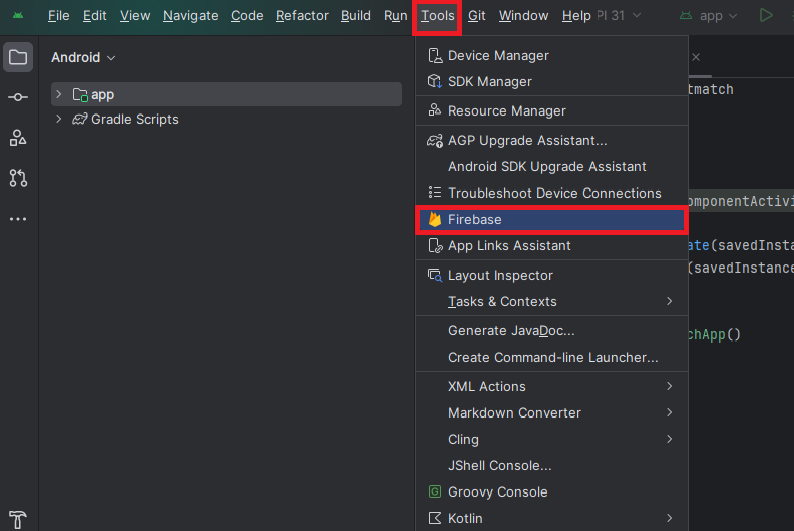 File Edit View Navigate Code Refactor Build Run Tools Git Window Help PI 31 app
Android
app
Gradle Scripts
Device Manager
SDK Manager
Resource Manager
AGP Upgrade Assistant...
Android SDK Upgrade Assistant
Troubleshoot Device Connections
Firebase
App Links Assistant
Layout Inspector
Tasks & Contexts
Generate JavaDoc...
Create Command-line Launcher...
XML Actions
Markdown Converter
Cling
JShell Console...
G Groovy Console
Kotlin
tmatch
omponentActivi
ate(savedInsta
(savedInstance
chApp()